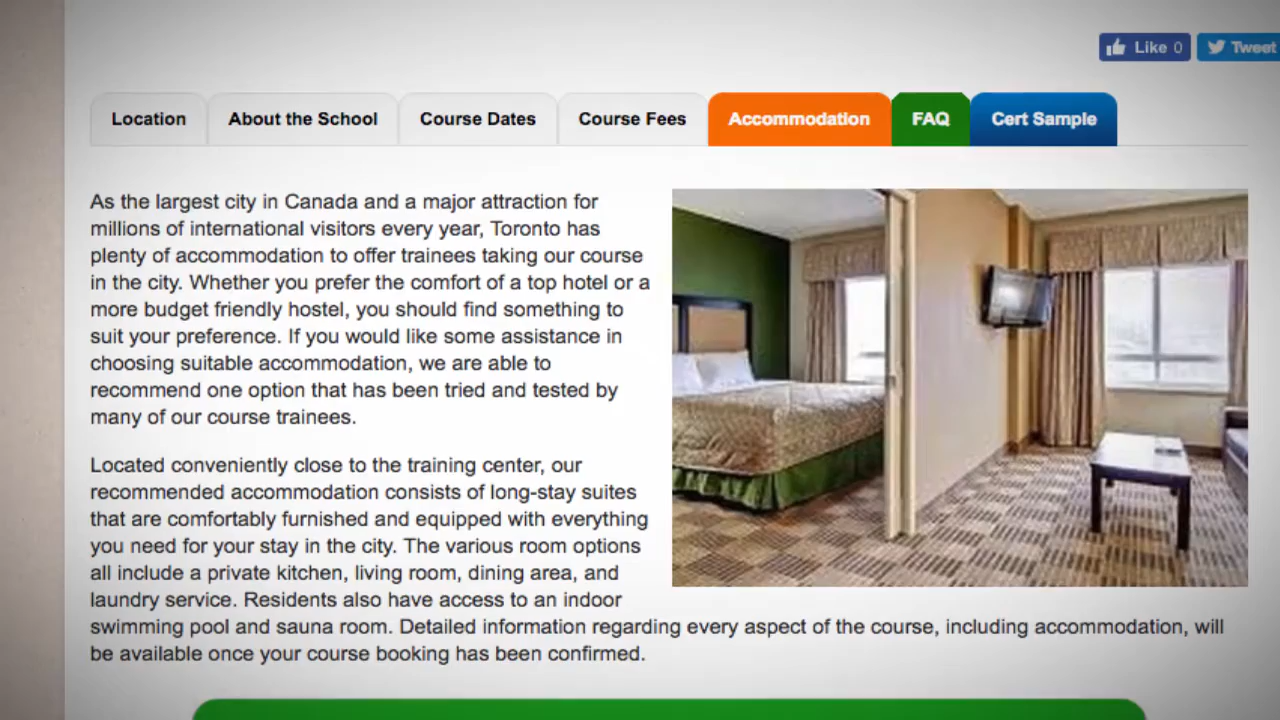 Like 0
Tweet
Location
About the School
Course Dates
Course Fees
Accommodation
FAQ
Cert Sample
As the largest city in Canada and a major attraction for
millions of international visitors every year, Toronto has
plenty of accommodation to offer trainees taking our course
in the city. Whether you prefer the comfort of a top hotel or a
more budget friendly hostel, you should find something to
suit your preference. If you would like some assistance in
choosing suitable accommodation, we are able to
recommend one option that has been tried and tested by
many of our course trainees.
Located conveniently close to the training center, our
recommended accommodation consists of long-stay suites
that are comfortably furnished and equipped with everything
you need for your stay in the city. The various room options
all include a private kitchen, living room, dining area, and
laundry service. Residents also have access to an indoor
swimming pool and sauna room. Detailed information regarding every aspect of the course, including accommodation, will
be available once your course booking has been confirmed.